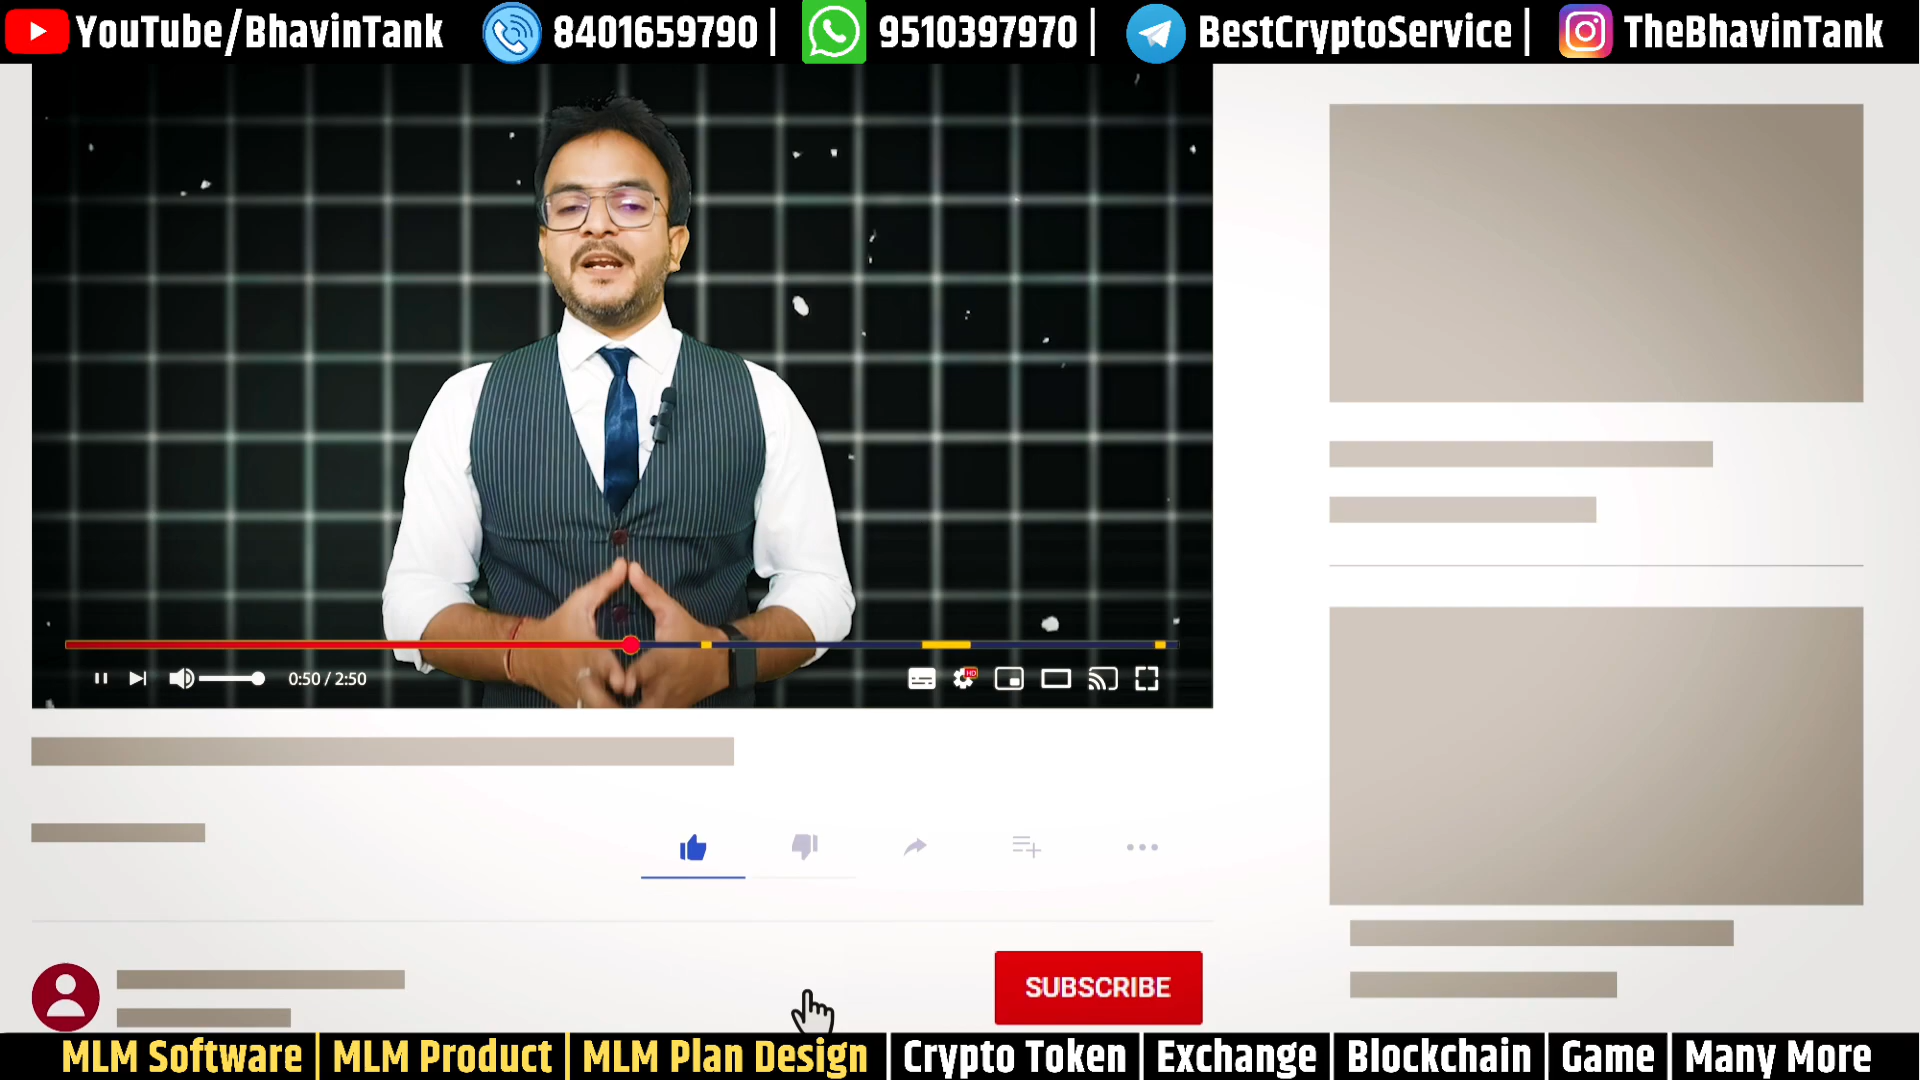 YouTube/BhavinTank 8401659790 | 9510397970 | BestCryptoService | TheBhavinTank
HD
0:50 / 2:50
SUBSCRIBE
MLM Software | MLM Product | MLM Plan Design | Crypto Token | Exchange | Blockchain | Game | Many More